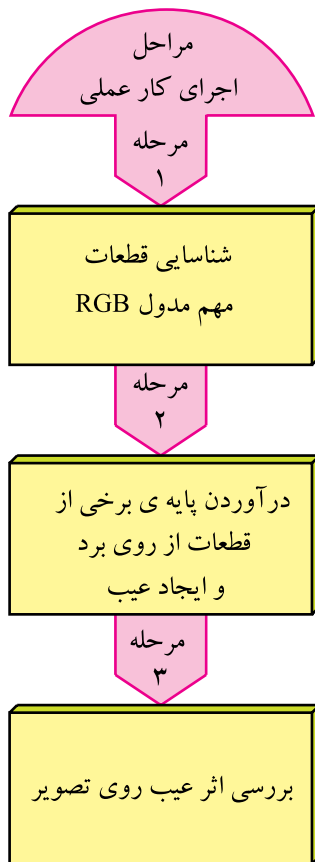 مراحل
اجرای کار عملی
مرحله
۱
شناسایی قطعات
مهم مدول RGB
مرحله
۲
درآوردن پایه ی برخی از
قطعات از روی برد
و ایجاد عیب
مرحله
۳
بررسی اثر عیب روی تصویر